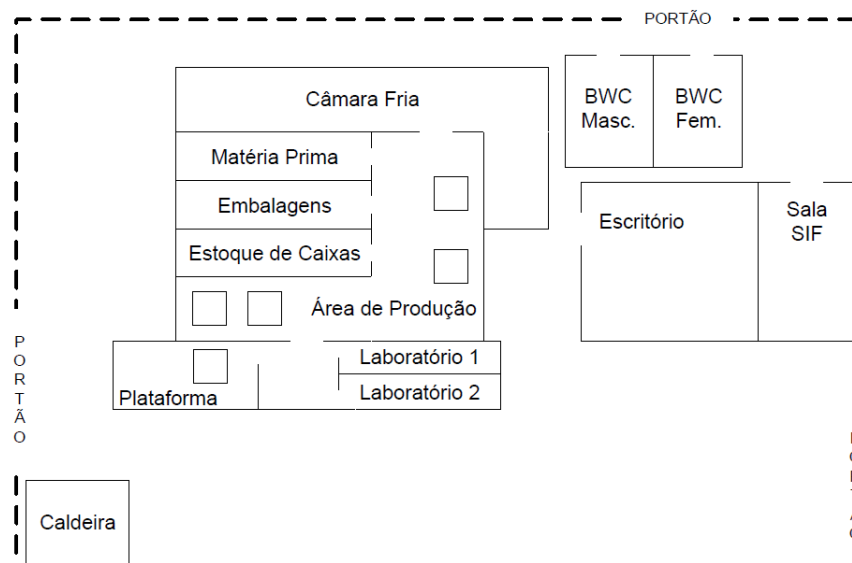 PORTÃO
Câmara Fria
BWC
Masc.
BWC
Fem.
Matéria Prima
Embalagens
Estoque de Caixas
Escritório
Sala
SIF
Área de Produção
P
O
R
T
Ã
O
Laboratório 1
Plataforma
Laboratório 2
Caldeira